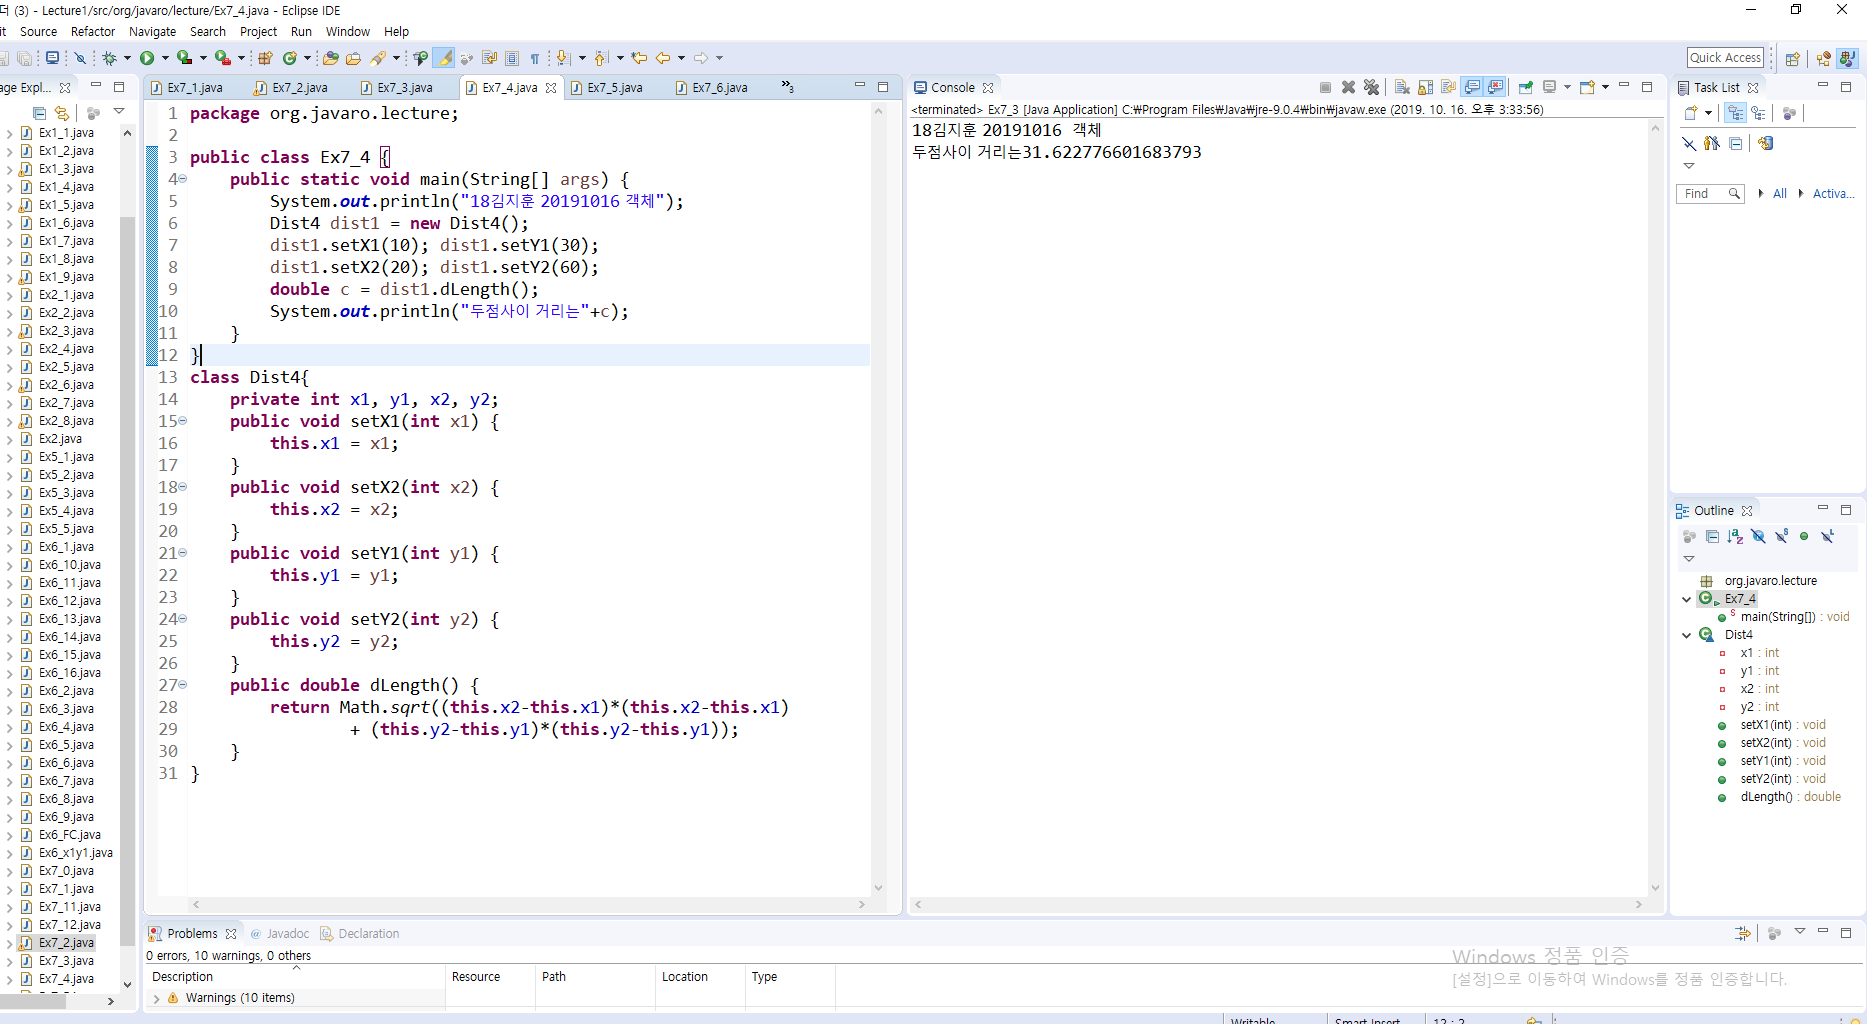 더 (3) - Lecture1/src/org/javaro/lecture/Ex7_4.java - Eclipse IDE
it Source Refactor Navigate Search Project Run Window Help
Quick Access
age Expl...
Ex1_1.java
Ex1_2.java
Ex1_3.java
Ex1_4.java
Ex1_5.java
Ex1_6.java
Ex1_7.java
Ex1_8.java
Ex1_9.java
Ex2_1.java
Ex2_2.java
Ex2_3.java
Ex2_4.java
Ex2_5.java
Ex2_6.java
Ex2_7.java
Ex2_8.java
Ex2.java
Ex5_1.java
Ex5_2.java
Ex5_3.java
Ex5_4.java
Ex5_5.java
Ex6_1.java
Ex6_10.java
Ex6_11.java
Ex6_12.java
Ex6_13.java
Ex6_14.java
Ex6_15.java
Ex6_16.java
Ex6_2.java
Ex6_3.java
Ex6_4.java
Ex6_5.java
Ex6_6.java
Ex6_7.java
Ex6_8.java
Ex6_9.java
Ex6_FC.java
Ex6_x1y1.java
Ex7_0.java
Ex7_1.java
Ex7_11.java
Ex7_12.java
Ex7_2.java
Ex7_3.java
Ex7_4.java
Ex7_1.java Ex7_2.java Ex7_3.java Ex7_4.java Ex7_5.java Ex7_6.java »3
1 package org.javaro.lecture;
2
3 public class Ex7_4 {
4 public static void main(String[] args) {
5 System.out.println("18김지훈 20191016 객체");
6 Dist4 dist1 = new Dist4();
7 dist1.setX1(10); dist1.setY1(30);
8 dist1.setX2(20); dist1.setY2(60);
9 double c = dist1.dLength();
10 System.out.println("두점사이 거리는"+c);
11 }
12 }
13 class Dist4{
14 private int x1, y1, x2, y2;
15 public void setX1(int x1) {
16 this.x1 = x1;
17 }
18 public void setX2(int x2) {
19 this.x2 = x2;
20 }
21 public void setY1(int y1) {
22 this.y1 = y1;
23 }
24 public void setY2(int y2) {
25 this.y2 = y2;
26 }
27 public double dLength() {
28 return Math.sqrt((this.x2-this.x1)*(this.x2-this.x1)
29 + (this.y2-this.y1)*(this.y2-this.y1));
30 }
31 }
Console
<terminated> Ex7_3 [Java Application] C:₩Program Files₩Java₩jre-9.0.4₩bin₩javaw.exe (2019. 10. 16. 오후 3:33:56)
18김지훈 20191016 객체
두점사이 거리는31.622776601683793
Task List
Find All Activa...
Outline
org.javaro.lecture
Ex7_4
main(String[]) : void
Dist4
x1 : int
y1 : int
x2 : int
y2 : int
setX1(int) : void
setX2(int) : void
setY1(int) : void
setY2(int) : void
dLength() : double
Problems @ Javadoc Declaration
0 errors, 10 warnings, 0 others
Description Resource Path Location Type
Warnings (10 items)
Windows 정품 인증
[설정]으로 이동하여 Windows를 정품 인증합니다.
Writable Smart Insert 12 : 2